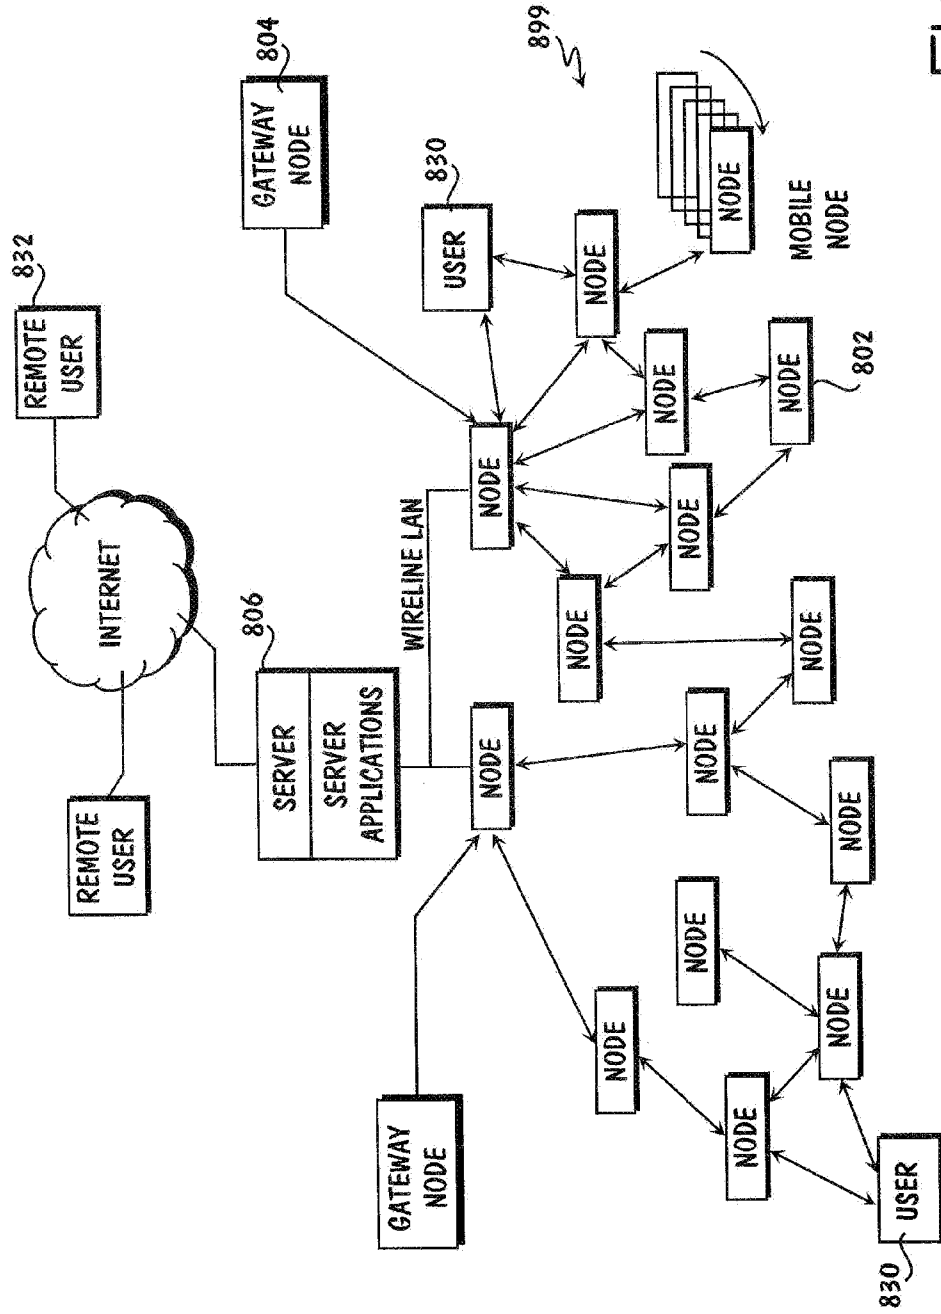 832
REMOTE
USER
REMOTE
USER
INTERNET
806
804
GATEWAY
NODE
SERVER
SERVER
APPLICATIONS
GATEWAY
NODE
WIRELINE LAN
830
USER
NODE
NODE
899
NODE
NODE
NODE
NODE
NODE
NODE
NODE
NODE
MOBILE
NODE
NODE
NODE
802
NODE
NODE
NODE
830
USER